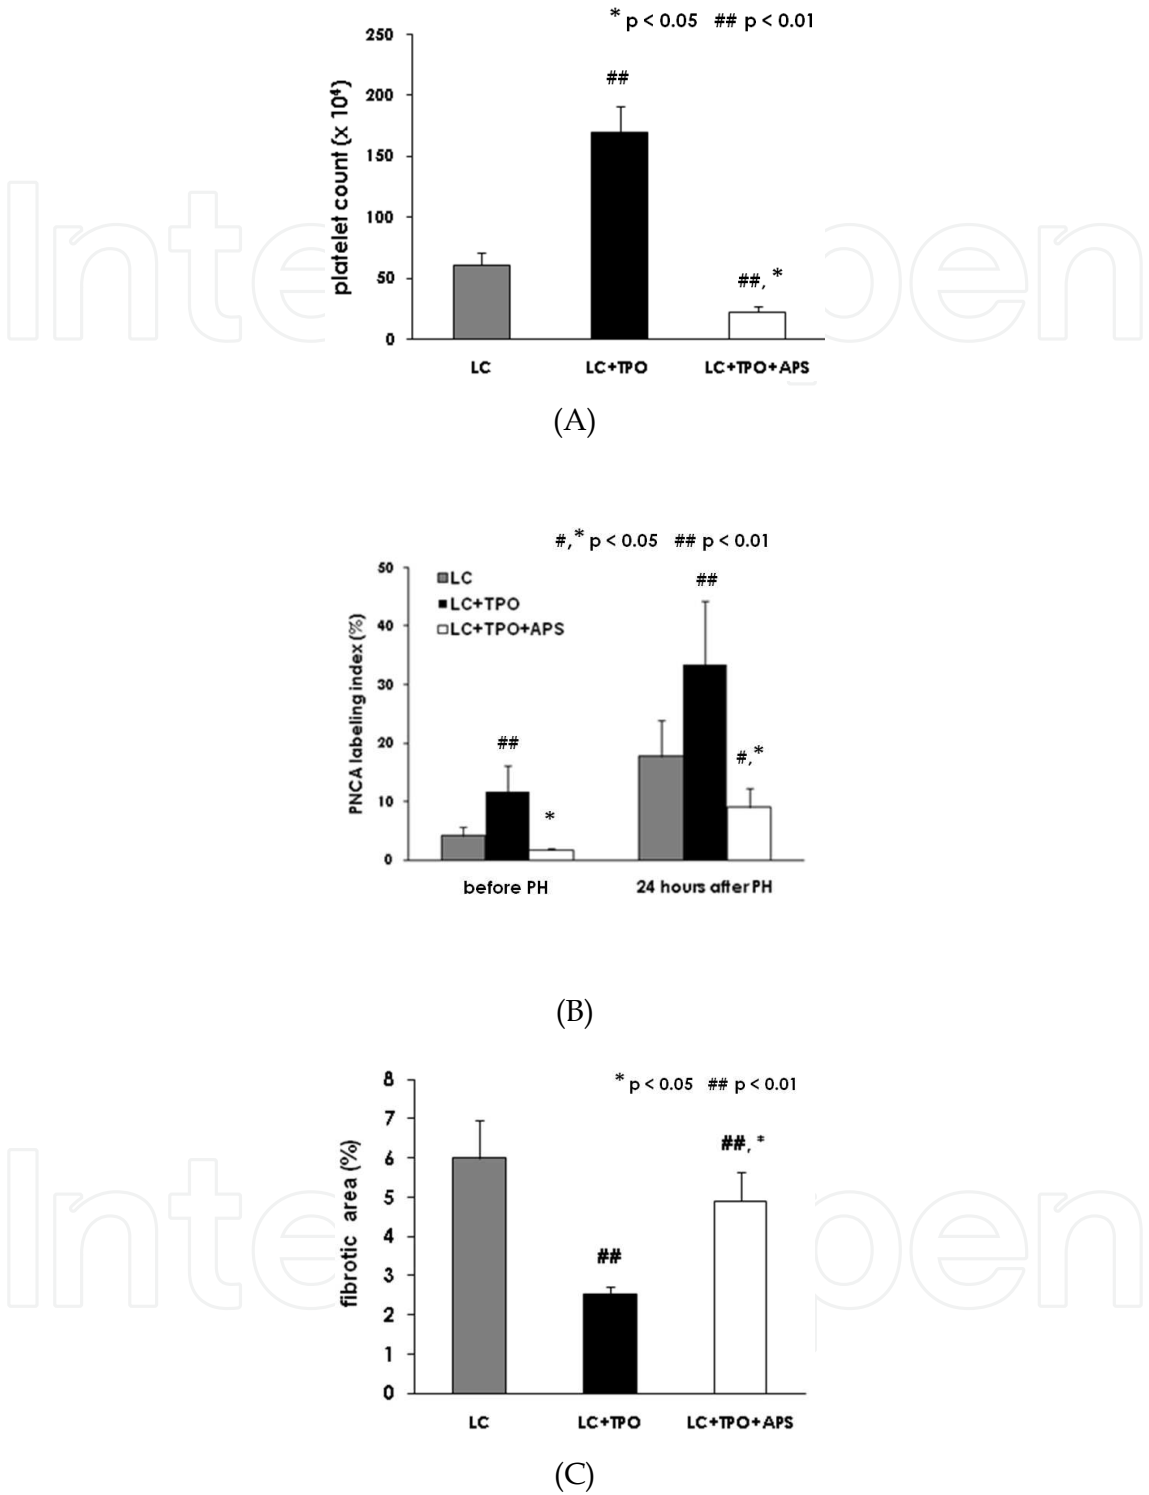 * p < 0.05 ## p < 0.01
250
200
150
100
50
0
platelet count (x 10⁴)
##
##, *
LC LC+TPO LC+TPO+APS
(A)
#,* p < 0.05 ## p < 0.01
50
40
30
20
10
0
PNCA labeling index (%)
LC
LC+TPO
LC+TPO+APS
##
*
##
#,*
before PH 24 hours after PH
(B)
* p < 0.05 ## p < 0.01
8
7
6
5
4
3
2
1
0
fibrotic area (%)
##
##, *
LC LC+TPO LC+TPO+APS
(C)